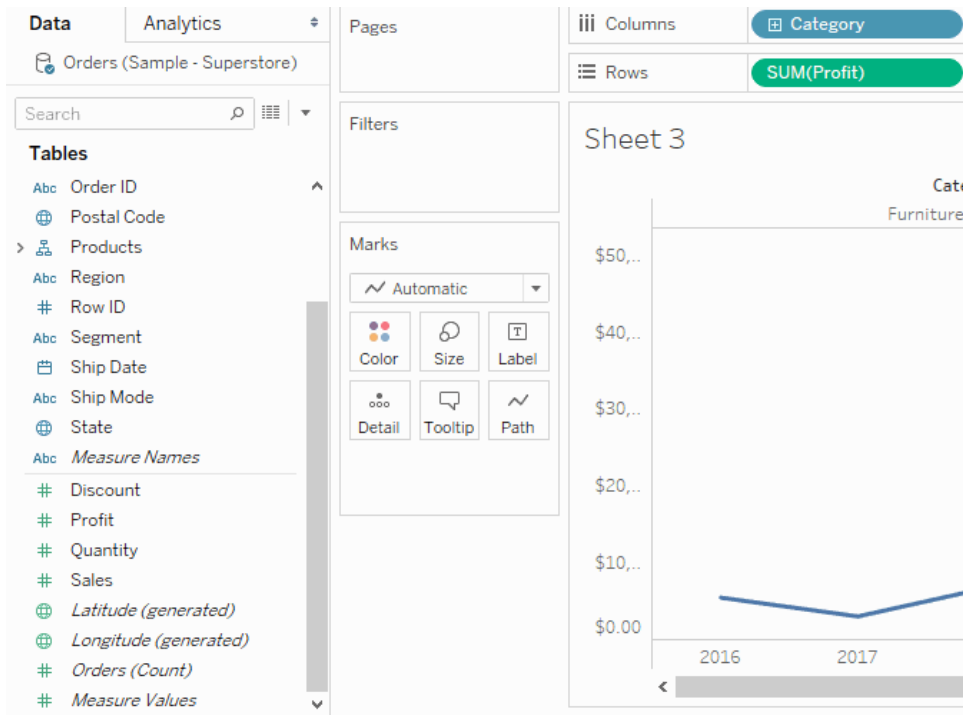 Data
Analytics
Orders (Sample - Superstore)
Search
Tables
Abc Order ID
Postal Code
Products
Abc Region
# Row ID
Abc Segment
Ship Date
Abc Ship Mode
State
Abc Measure Names
# Discount
# Profit
# Quantity
# Sales
Latitude (generated)
Longitude (generated)
# Orders (Count)
# Measure Values
Pages
Filters
Marks
Automatic
Color Size T Label
Detail Tooltip Path
iii Columns
Category
Rows
SUM(Profit)
Sheet 3
Cate
Furniture
$50,..
$40,..
$30,..
$20,..
$10,..
$0.00
2016 2017